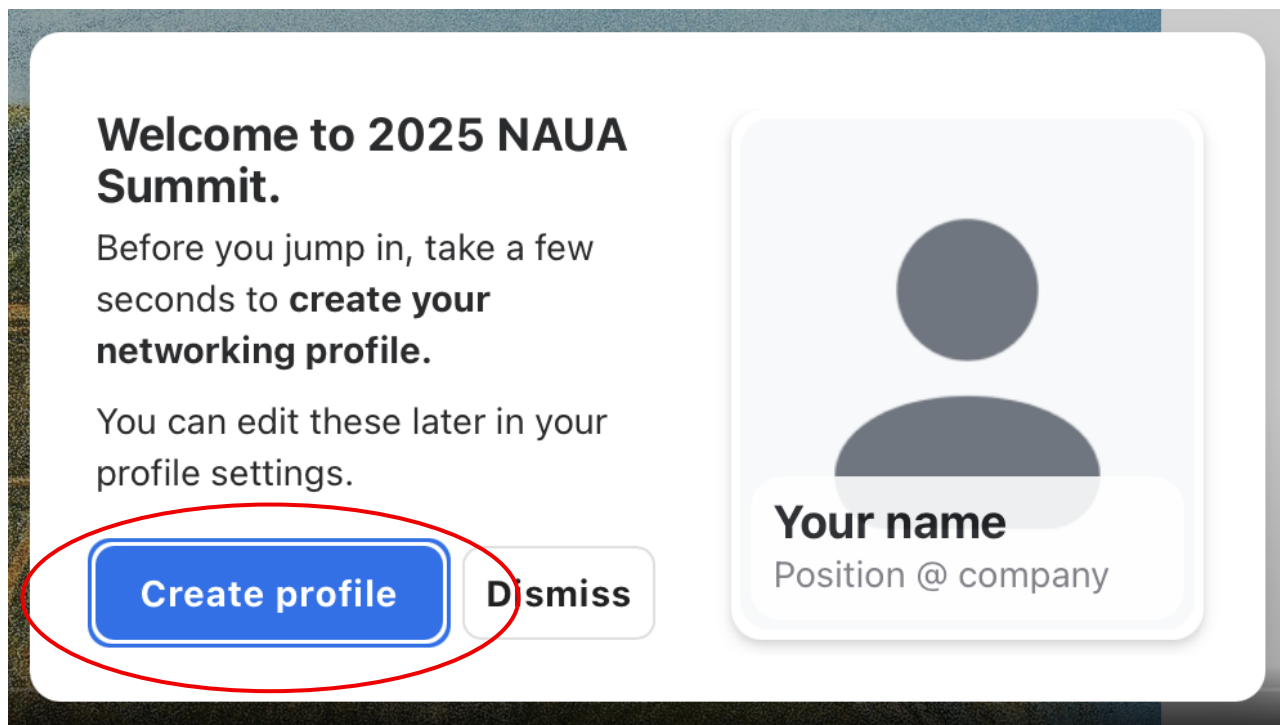 Welcome to 2025 NAUA
Summit.
Before you jump in, take a few
seconds to create your
networking profile.
You can edit these later in your
profile settings.
Create profile
Dismiss
Your name
Position @ company